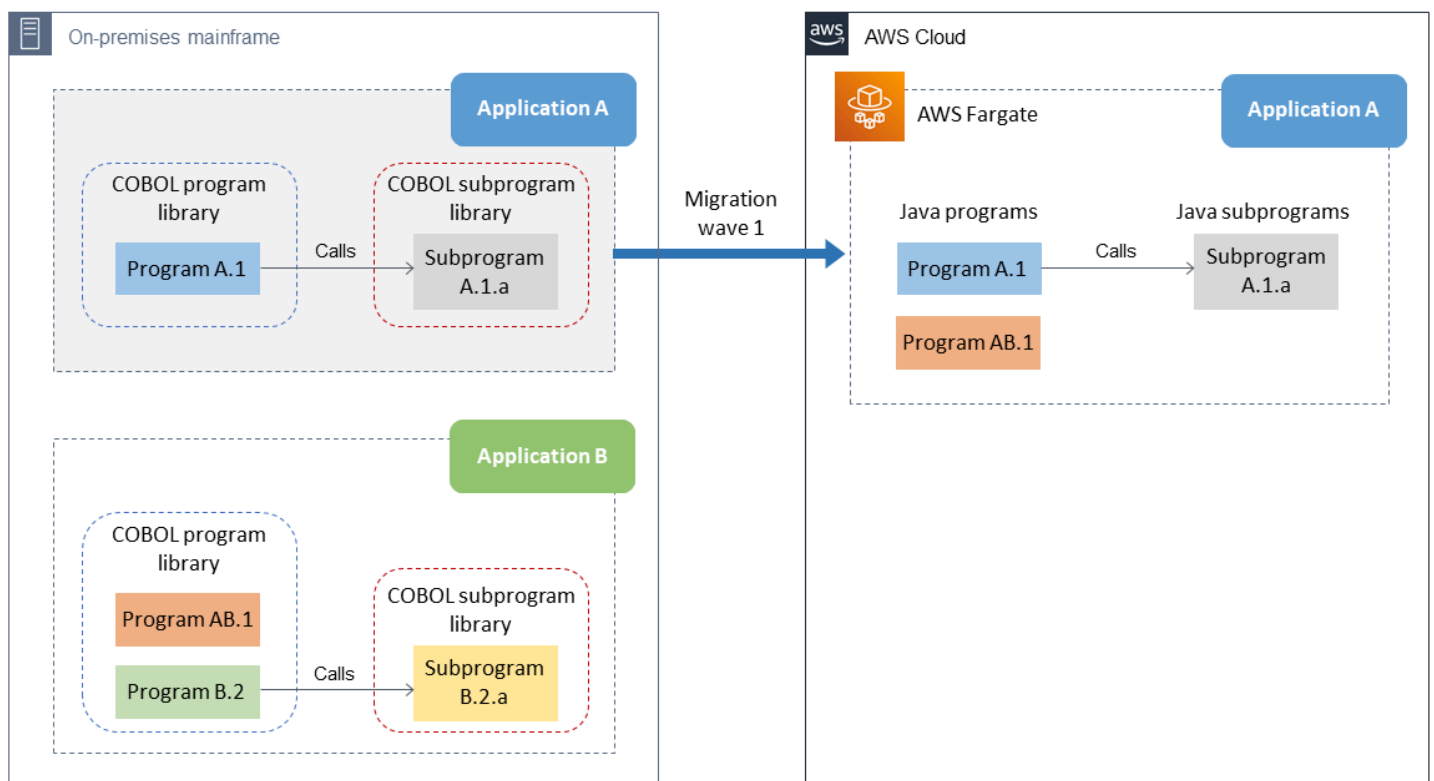 On-premises mainframe
Application A
COBOL program
library
Program A.1
Calls
COBOL subprogram
library
Subprogram
A.1.a
Application B
COBOL program
library
Program AB.1
Program B.2
Calls
COBOL subprogram
library
Subprogram
B.2.a
Migration
wave 1
aws
AWS Cloud
AWS Fargate
Application A
Java programs
Program A.1
Calls
Java subprograms
Subprogram
A.1.a
Program AB.1